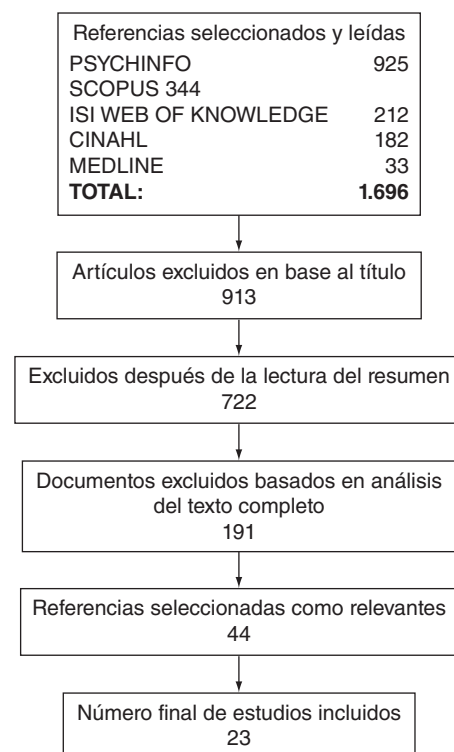 Referencias seleccionados y leídas
PSYCHINFO 925
SCOPUS 344
ISI WEB OF KNOWLEDGE 212
CINAHL 182
MEDLINE 33
TOTAL: 1.696
Artículos excluidos en base al título
913
Excluidos después de la lectura del resumen
722
Documentos excluidos basados en análisis
del texto completo
191
Referencias seleccionadas como relevantes
44
Número final de estudios incluidos
23